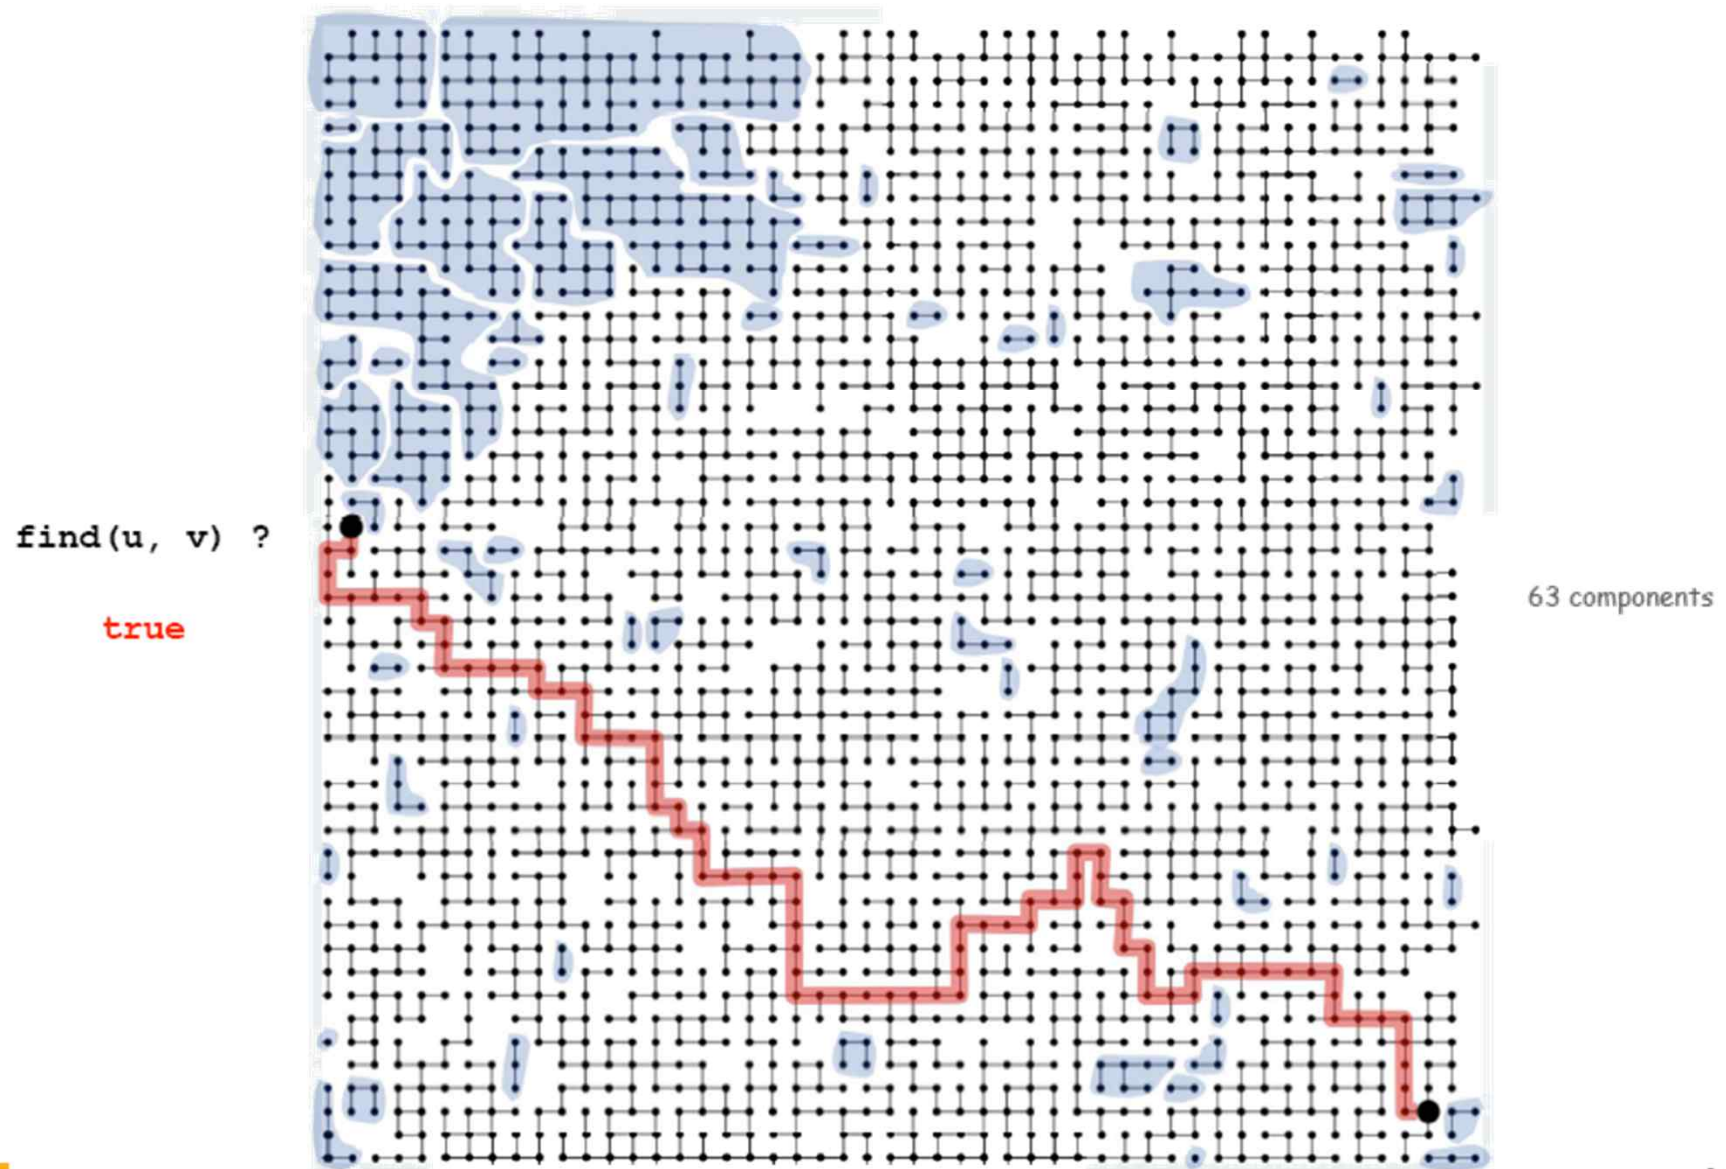 find(u, v) ?
true
63 components